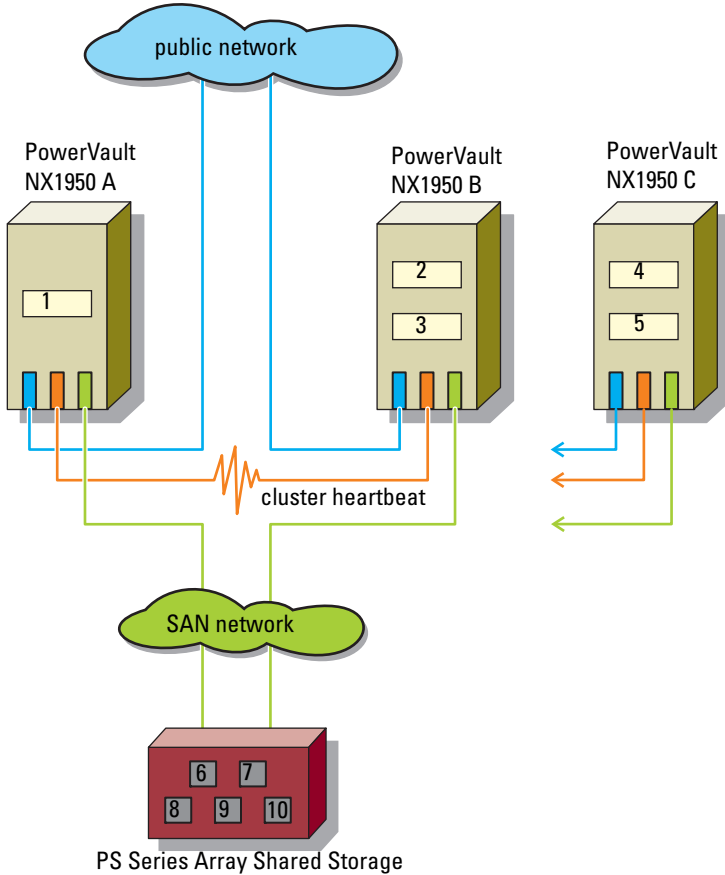 public network
PowerVault
NX1950 A
PowerVault
NX1950 B
PowerVault
NX1950 C
1
2
3
4
5
cluster heartbeat
SAN network
6
7
8
9
10
PS Series Array Shared Storage